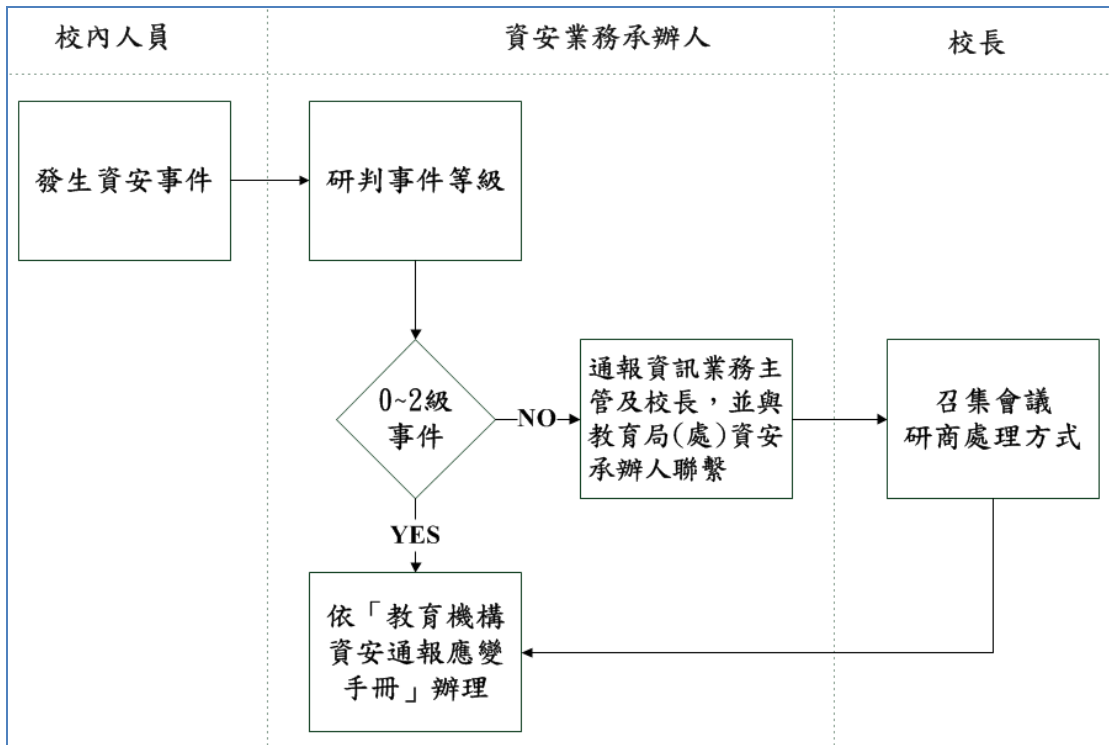 校內人員
資安業務承辦人
校長
發生資安事件
研判事件等級
0~2級
事件
NO
通報資訊業務主
管及校長，並與
教育局(處)資安
承辦人聯繫
召集會議
研商處理方式
YES
依「教育機構
資安通報應變
手冊」辦理